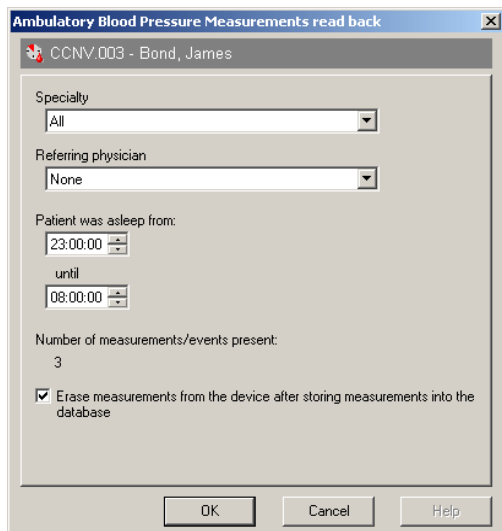 Ambulatory Blood Pressure Measurements read back
CCNV.003 - Bond, James
Specialty
All
Referring physician
None
Patient was asleep from:
23:00:00
until
08:00:00
Number of measurements/events present:
3
Erase measurements from the device after storing measurements into the
database
OK Cancel Help